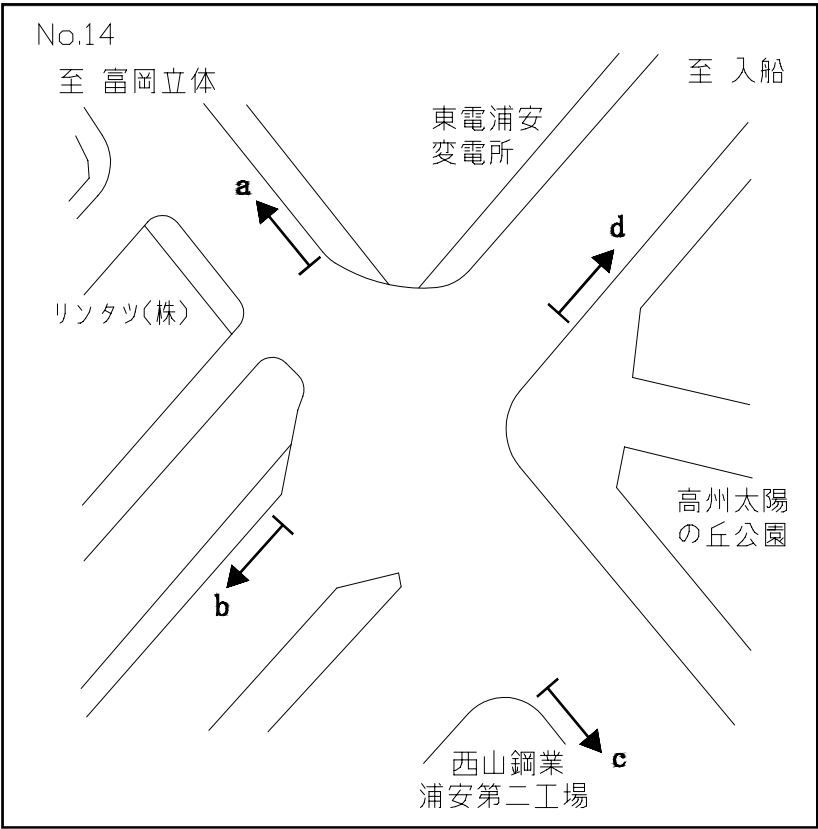 No.14
至 富岡立体
至 入船
東電浦安
変電所
a
d
リンタツ(株)
高州太陽
の丘公園
b
西山鋼業
浦安第二工場
c